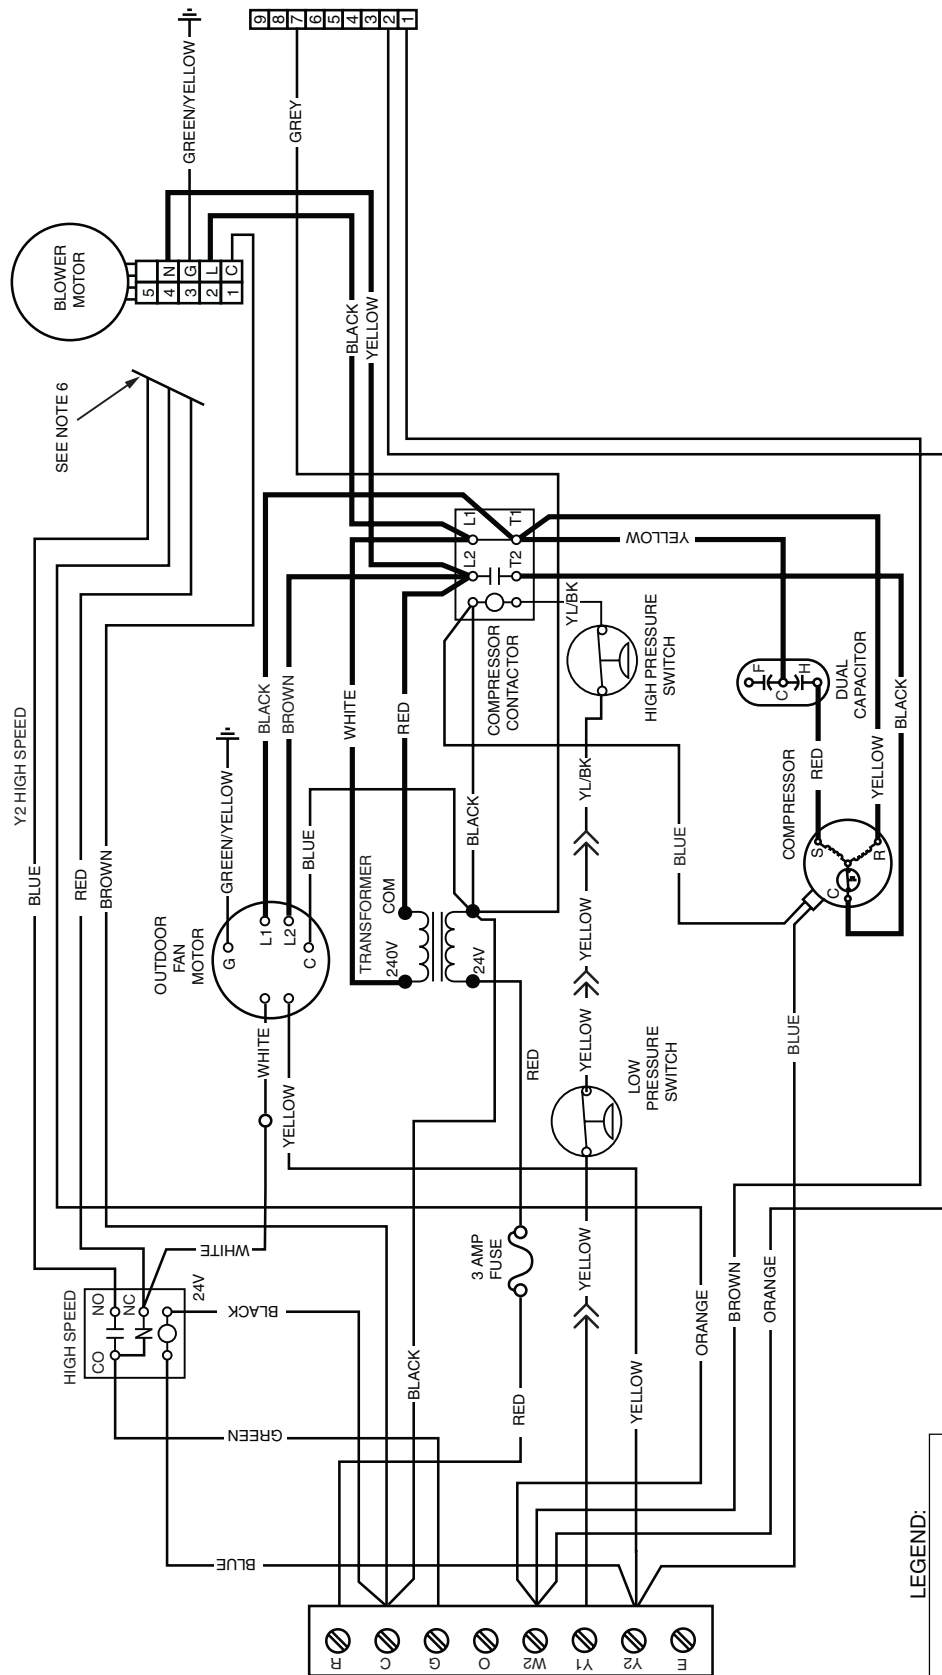 9
8
7
6
5
4
3
2
1
GREEN/YELLOW
GREY
BLOWER
MOTOR
5
4
3
2
1
N
G
L
C
SEE NOTE 6
BLACK
YELLOW
Y2 HIGH SPEED
BLUE
RED
BROWN
L1
L2
T1
T2
COMPRESSOR
CONTACTOR
YELLOW
YL/BK
HIGH PRESSURE
SWITCH
YL/BK
BLACK
BROWN
WHITE
RED
BLACK
BLUE
GREEN/YELLOW
BLUE
OUTDOOR
FAN
MOTOR
G
L1
L2
C
TRANSFORMER
240V
COM
24V
F
C
H
DUAL
CAPACITOR
COMPRESSOR
RED
YELLOW
BLACK
S
R
C
YELLOW
YELLOW
LOW
PRESSURE
SWITCH
BLUE
WHITE
YELLOW
RED
WHITE
HIGH SPEED
CO
NO
NC
24V
BLACK
BLACK
3 AMP
FUSE
YELLOW
RED
YELLOW
ORANGE
BROWN
ORANGE
GREEN
BLUE
R
C
G
O
W2
Y1
Y2
E
LEGEND: